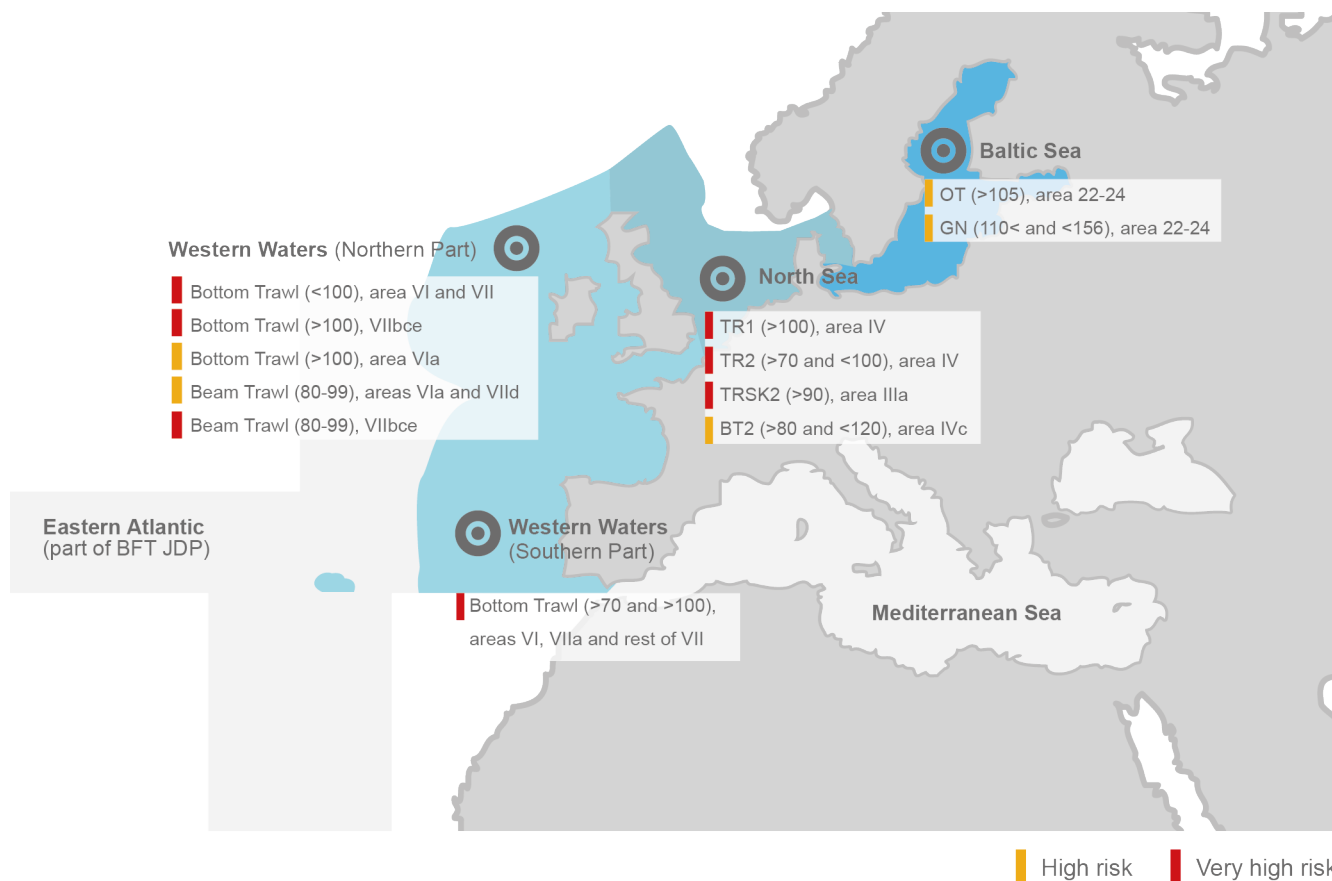 Baltic Sea
OT (>105), area 22-24
GN (110< and <156), area 22-24
Western Waters (Northern Part)
Bottom Trawl (<100), area VI and VII
Bottom Trawl (>100), VIIbce
Bottom Trawl (>100), area VIa
Beam Trawl (80-99), areas VIa and VIId
Beam Trawl (80-99), VIIbce
North Sea
TR1 (>100), area IV
TR2 (>70 and <100), area IV
TRSK2 (>90), area IIIa
BT2 (>80 and <120), area IVc
Eastern Atlantic
(part of BFT JDP)
Western Waters
(Southern Part)
Bottom Trawl (>70 and >100),
areas VI, VIIa and rest of VII
Mediterranean Sea
High risk
Very high risk